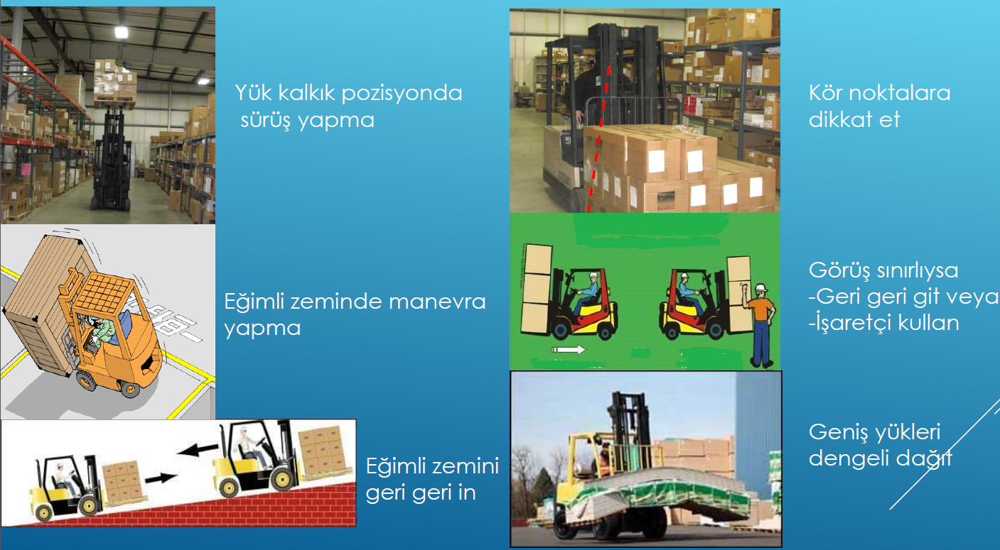 Yük kalkık pozisyonda
sürüş yapma
Eğimli zeminde manevra
yapma
Eğimli zemini
geri geri in
Kör noktalara
dikkat et
Görüş sınırlıysa
-Geri geri git veya
-İşaretçi kullan
Geniş yükleri
dengeli dağıt